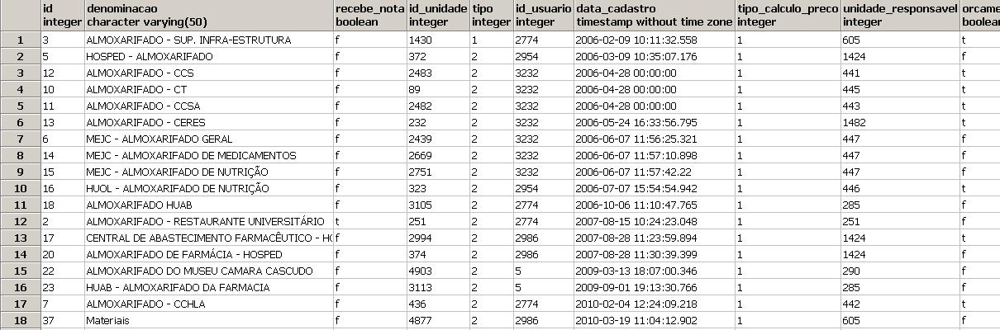 id denominacao recebe_nota id_unidade tipo id_usuario data_cadastro tipo_calculo_preco unidade_responsavel orcame
integer character varying(50) boolean integer integer integer timestamp without time zone integer integer boolean
1 3 ALMOXARIFADO - SUP. INFRA-ESTRUTURA f 1430 1 2774 2006-02-09 10:11:32.558 1 605 t
2 5 HOSPED - ALMOXARIFADO f 372 2 2954 2006-03-09 10:35:07.176 1 1424 f
3 12 ALMOXARIFADO - CCS f 2483 2 3232 2006-04-28 00:00:00 1 441 t
4 10 ALMOXARIFADO - CT f 89 2 3232 2006-04-28 00:00:00 1 445 t
5 11 ALMOXARIFADO - CCSA f 2482 2 3232 2006-04-28 00:00:00 1 443 t
6 13 ALMOXARIFADO - CERES f 232 2 3232 2006-05-24 16:33:56.795 1 1482 t
7 6 MEJC - ALMOXARIFADO GERAL f 2439 2 3232 2006-06-07 11:56:25.321 1 447 f
8 14 MEJC - ALMOXARIFADO DE MEDICAMENTOS f 2669 2 3232 2006-06-07 11:57:10.898 1 447 f
9 15 MEJC - ALMOXARIFADO DE NUTRIÇÃO f 2751 2 3232 2006-06-07 11:57:42.22 1 447 f
10 16 HUOL - ALMOXARIFADO DE NUTRIÇÃO f 323 2 2954 2006-07-07 15:54:54.942 1 446 t
11 18 ALMOXARIFADO HUAB f 3105 2 2774 2006-10-06 11:10:47.765 1 285 f
12 2 ALMOXARIFADO - RESTAURANTE UNIVERSITÁRIO t 251 2 2774 2007-08-15 10:24:23.048 1 251 f
13 17 CENTRAL DE ABASTECIMENTO FARMACÊUTICO - HO f 2994 2 2986 2007-08-28 11:23:59.894 1 1424 t
14 20 ALMOXARIFADO DE FARMÁCIA - HOSPED f 374 2 2986 2007-08-28 11:30:39.399 1 1424 f
15 22 ALMOXARIFADO DO MUSEU CAMARA CASCUDO f 4903 2 5 2009-03-13 18:07:00.346 1 290 f
16 23 HUAB - ALMOXARIFADO DA FARMACIA f 3113 2 5 2009-09-01 19:13:30.766 1 285 f
17 7 ALMOXARIFADO - CCHLA f 436 2 2774 2010-02-04 12:24:09.218 1 442 t
18 37 Materiais f 4877 2 2986 2010-03-19 11:04:12.902 1 605 f